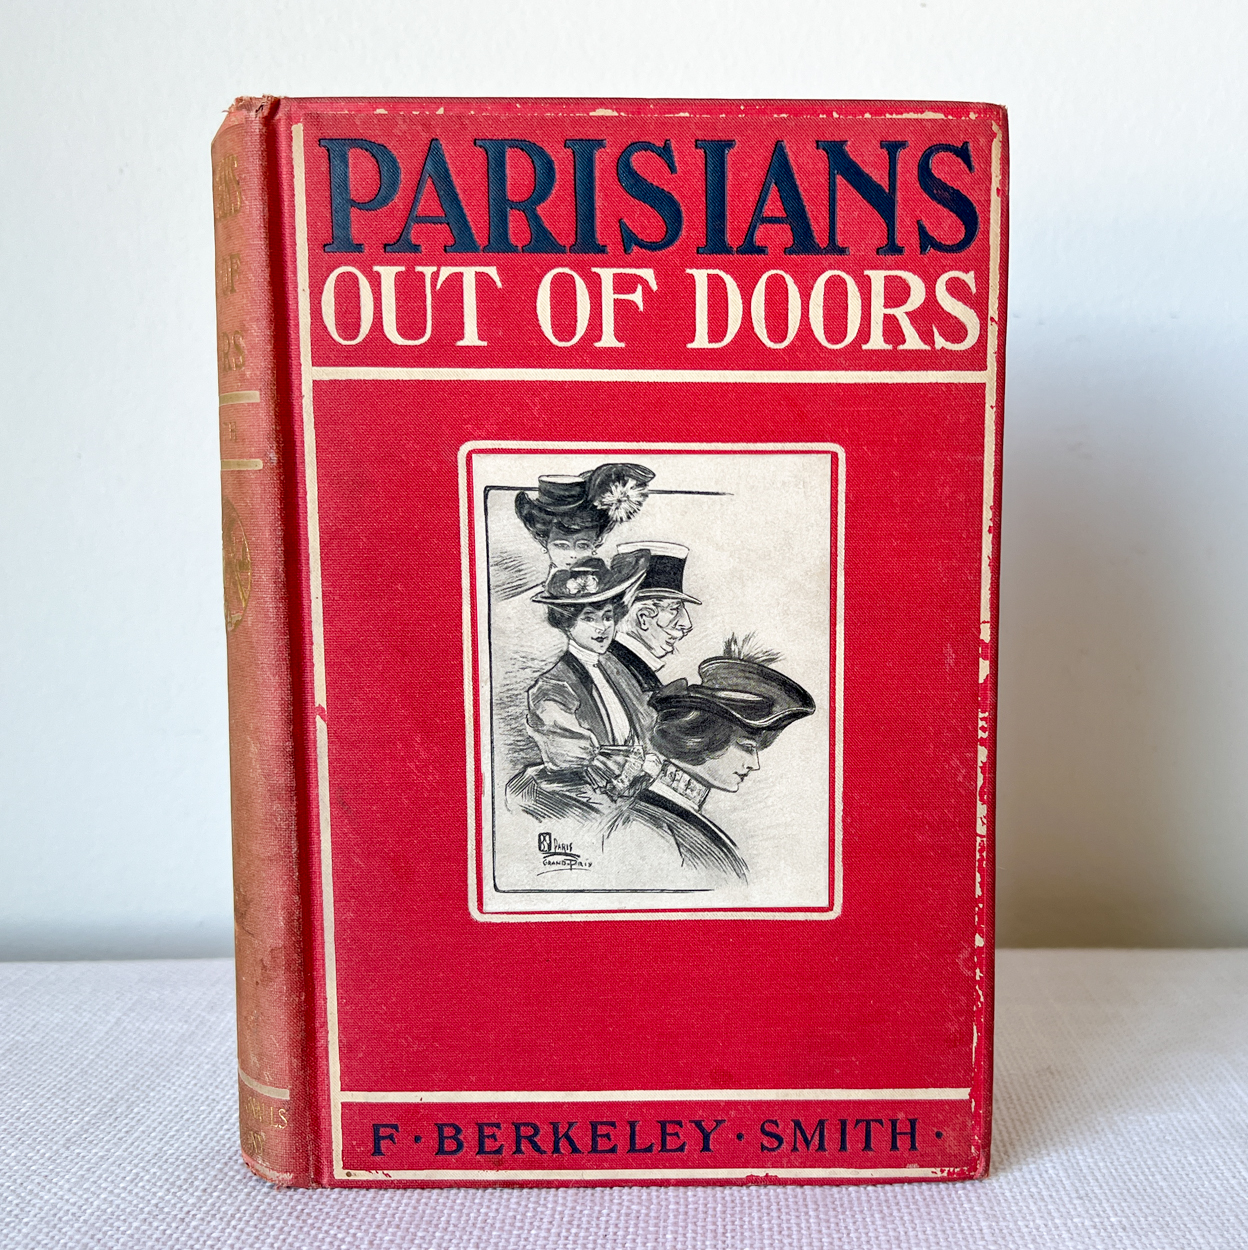 PARISIANS
OUT OF DOORS
PARIS
GRAND-PRIX
F·BERKELEY·SMITH·